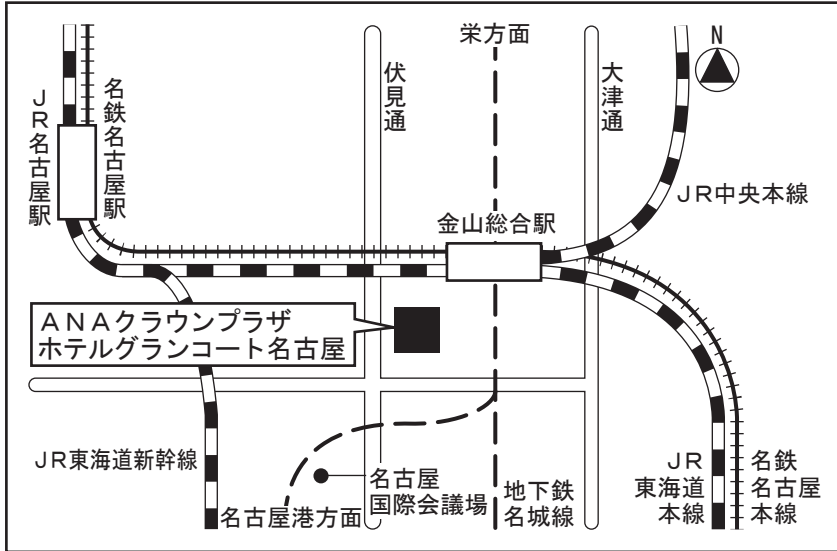 栄方面
N
伏見通
大津通
JR名古屋駅
名鉄名古屋駅
JR中央本線
金山総合駅
ANAクラウンプラザ
ホテルグランコート名古屋
JR東海道新幹線
名古屋
国際会議場
名古屋港方面
地下鉄
名城線
JR
東海道
本線
名鉄
名古屋
本線